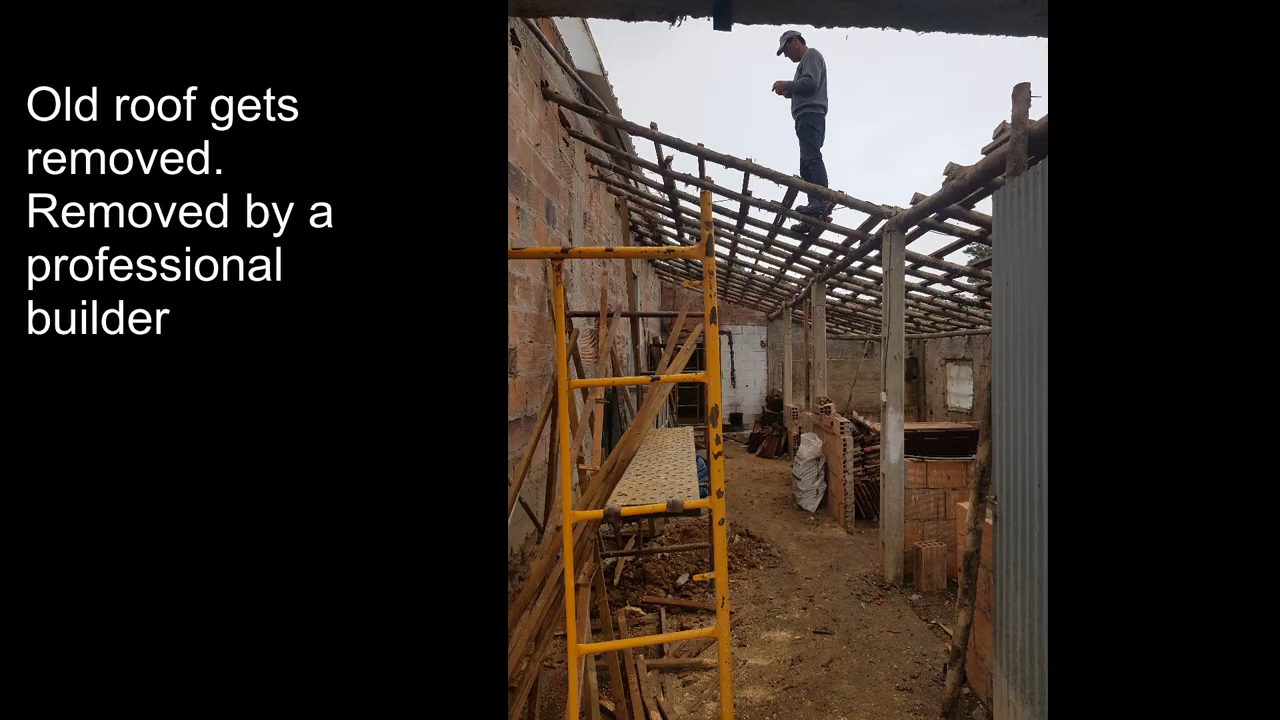 Old roof gets
removed.
Removed by a
professional
builder